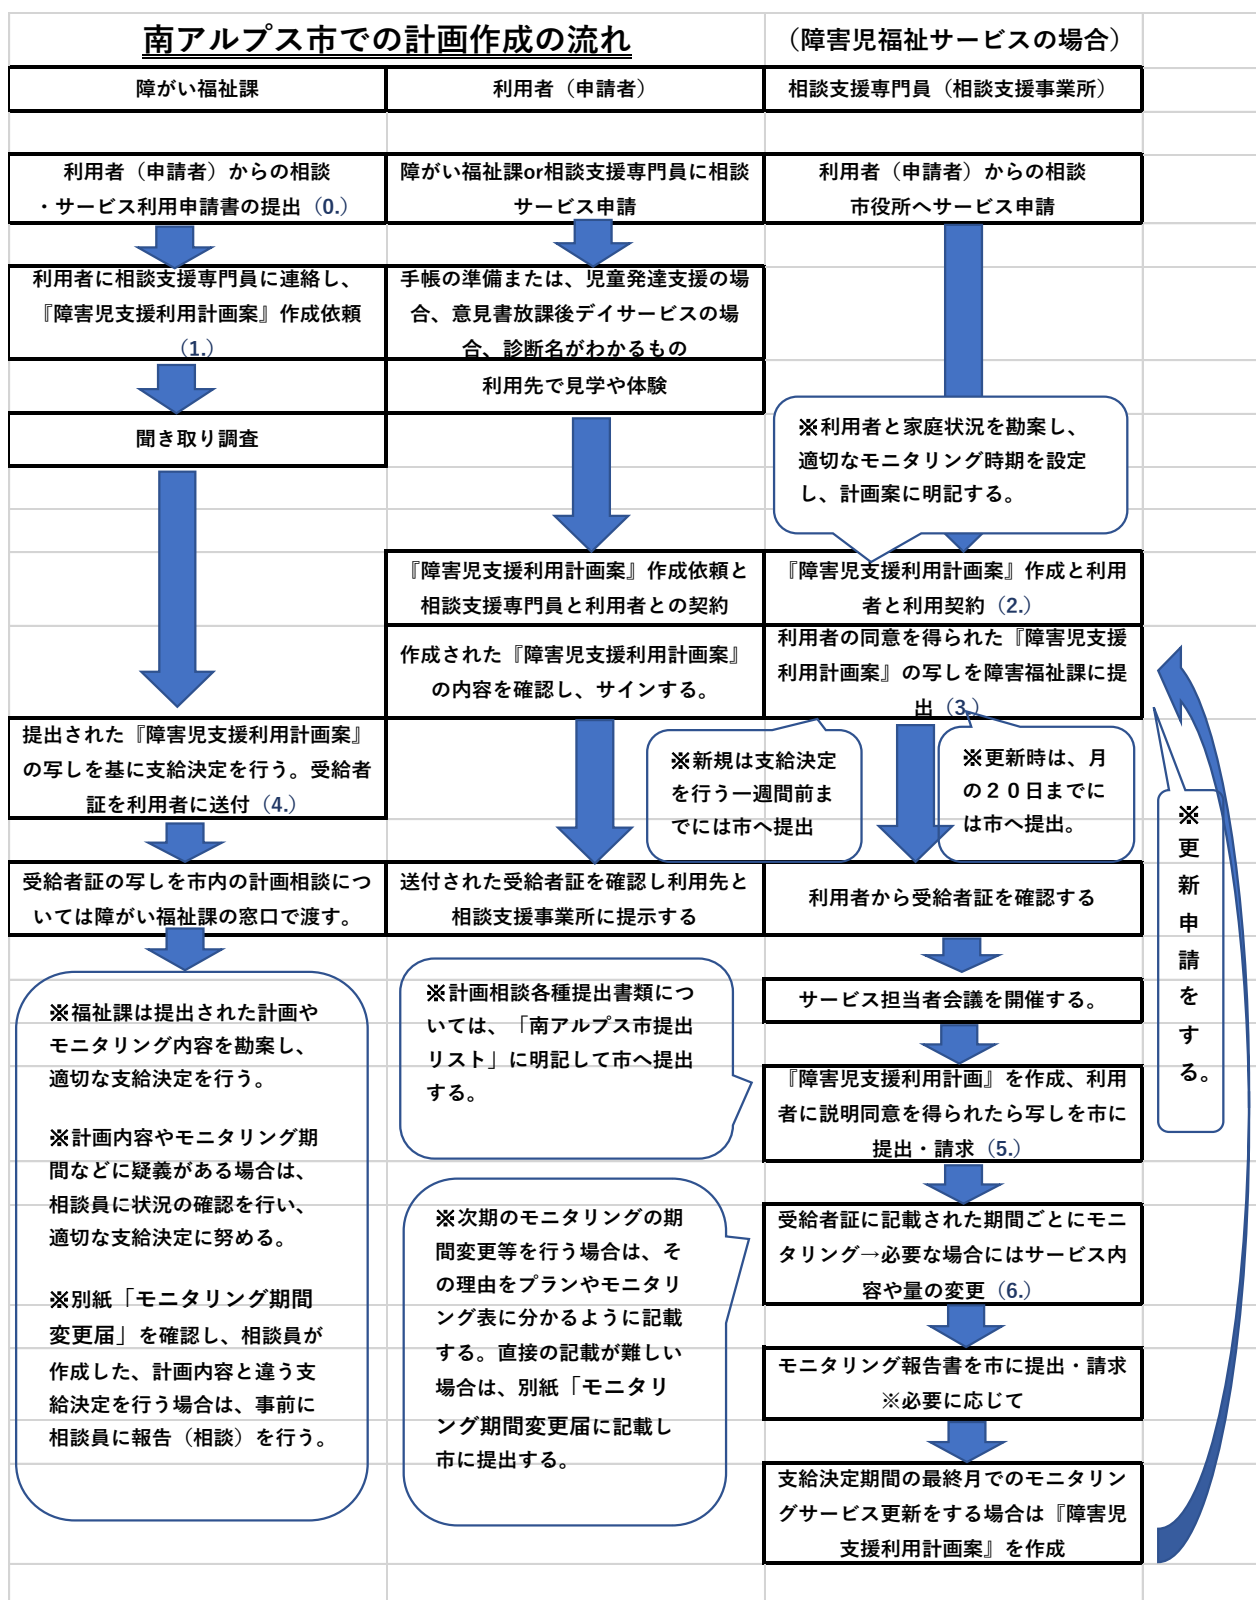 南アルプス市での計画作成の流れ
（障害児福祉サービスの場合）
障がい福祉課
利用者（申請者）
相談支援専門員（相談支援事業所）
利用者（申請者）からの相談
・サービス利用申請書の提出（0.）
障がい福祉課or相談支援専門員に相談
サービス申請
利用者（申請者）からの相談
市役所へサービス申請
利用者に相談支援専門員に連絡し、
『障害児支援利用計画案』作成依頼
（1.）
手帳の準備または、児童発達支援の場
合、意見書放課後デイサービスの場
合、診断名がわかるもの
利用先で見学や体験
聞き取り調査
※利用者と家庭状況を勘案し、
適切なモニタリング時期を設定
し、計画案に明記する。
『障害児支援利用計画案』作成依頼と
相談支援専門員と利用者との契約
『障害児支援利用計画案』作成と利用
者と利用契約（2.）
作成された『障害児支援利用計画案』
の内容を確認し、サインする。
利用者の同意を得られた『障害児支援
利用計画案』の写しを障害福祉課に提
出（3.）
提出された『障害児支援利用計画案』
の写しを基に支給決定を行う。受給者
証を利用者に送付（4.）
※新規は支給決定
を行う一週間前ま
でには市へ提出
※更新時は、月
の２０日までに
は市へ提出。
※更新申請をする。
受給者証の写しを市内の計画相談につ
いては障がい福祉課の窓口で渡す。
送付された受給者証を確認し利用先と
相談支援事業所に提示する
利用者から受給者証を確認する
※福祉課は提出された計画や
モニタリング内容を勘案し、
適切な支給決定を行う。
※計画内容やモニタリング期
間などに疑義がある場合は、
相談員に状況の確認を行い、
適切な支給決定に努める。
※別紙「モニタリング期間
変更届」を確認し、相談員が
作成した、計画内容と違う支
給決定を行う場合は、事前に
相談員に報告（相談）を行う。
※計画相談各種提出書類につ
いては、「南アルプス市提出
リスト」に明記して市へ提出
する。
※次期のモニタリングの期
間変更等を行う場合は、そ
の理由をプランやモニタリ
ング表に分かるように記載
する。直接の記載が難しい
場合は、別紙「モニタリ
ング期間変更届に記載し
市に提出する。
サービス担当者会議を開催する。
『障害児支援利用計画』を作成、利用
者に説明同意を得られたら写しを市に
提出・請求（5.）
受給者証に記載された期間ごとにモニ
タリング→必要な場合にはサービス内
容や量の変更（6.）
モニタリング報告書を市に提出・請求
※必要に応じて
支給決定期間の最終月でのモニタリン
グサービス更新をする場合は『障害児
支援利用計画案』を作成